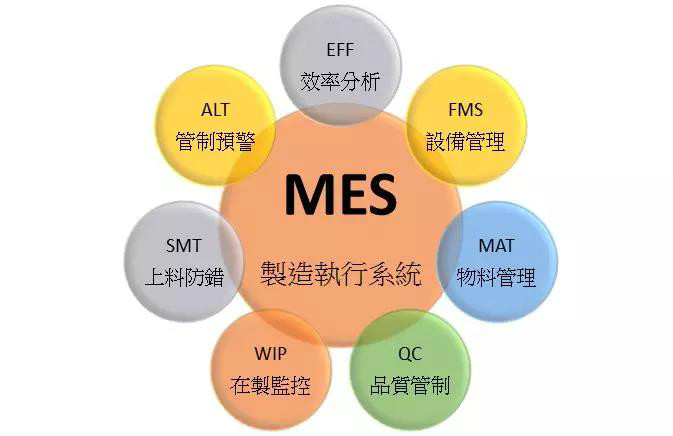 EFF
效率分析
ALT
管制預警
FMS
設備管理
MES
製造執行系統
SMT
上料防錯
MAT
物料管理
WIP
在製監控
QC
品質管制